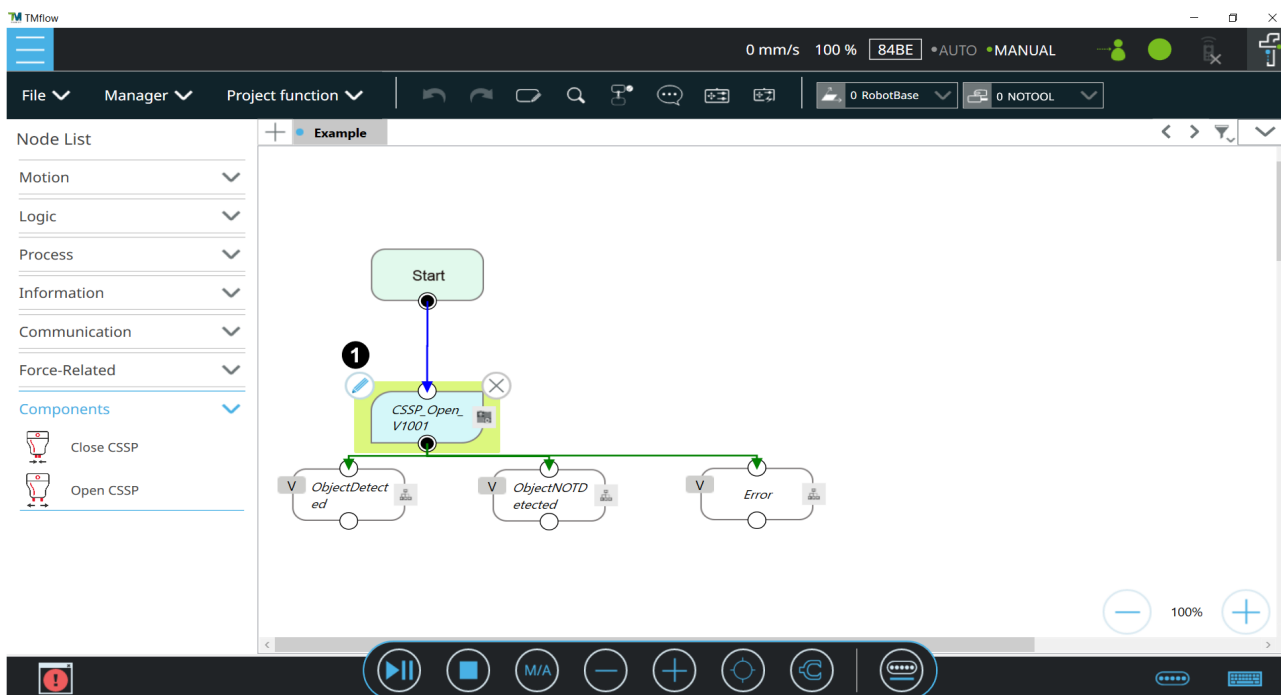 TM TMflow
0 mm/s 100 % 84BE AUTO MANUAL
File Manager Project function 0 RobotBase 0 NOTOOL
Node List
Example
Motion
Logic
Process
Information
Communication
Force-Related
Components
Close CSSP
Open CSSP
Start
1
CSSP_Open_
V1001
V ObjectDetect
ed
V ObjectNOTD
etected
V Error
100%
M/A
C